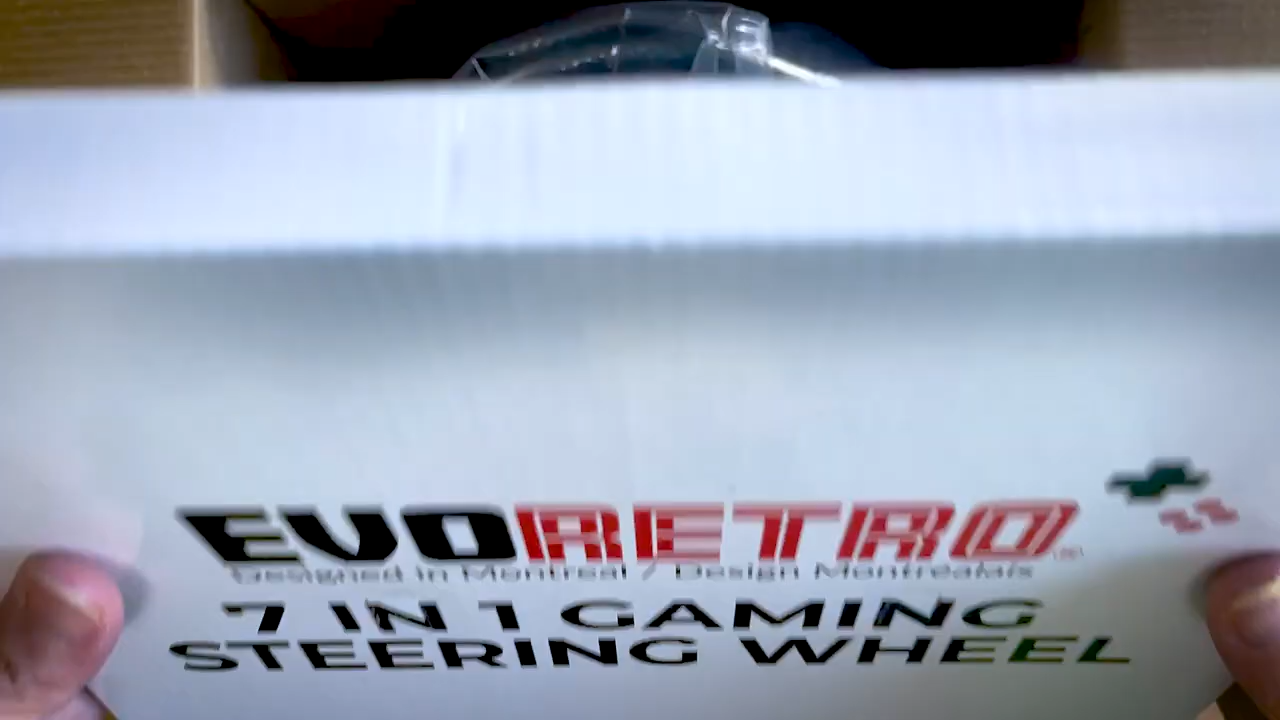 EVORETRO
Designed in Montreal / Design Montréalais
7 IN 1 GAMING
STEERING WHEEL